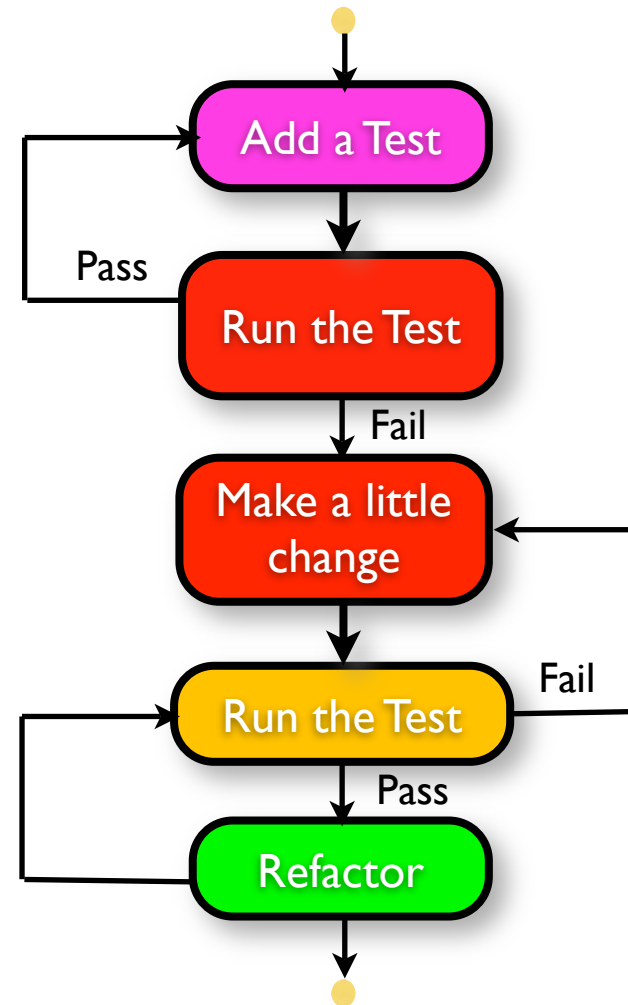 Add a Test
Pass
Run the Test
Fail
Make a little
change
Run the Test
Fail
Pass
Refactor